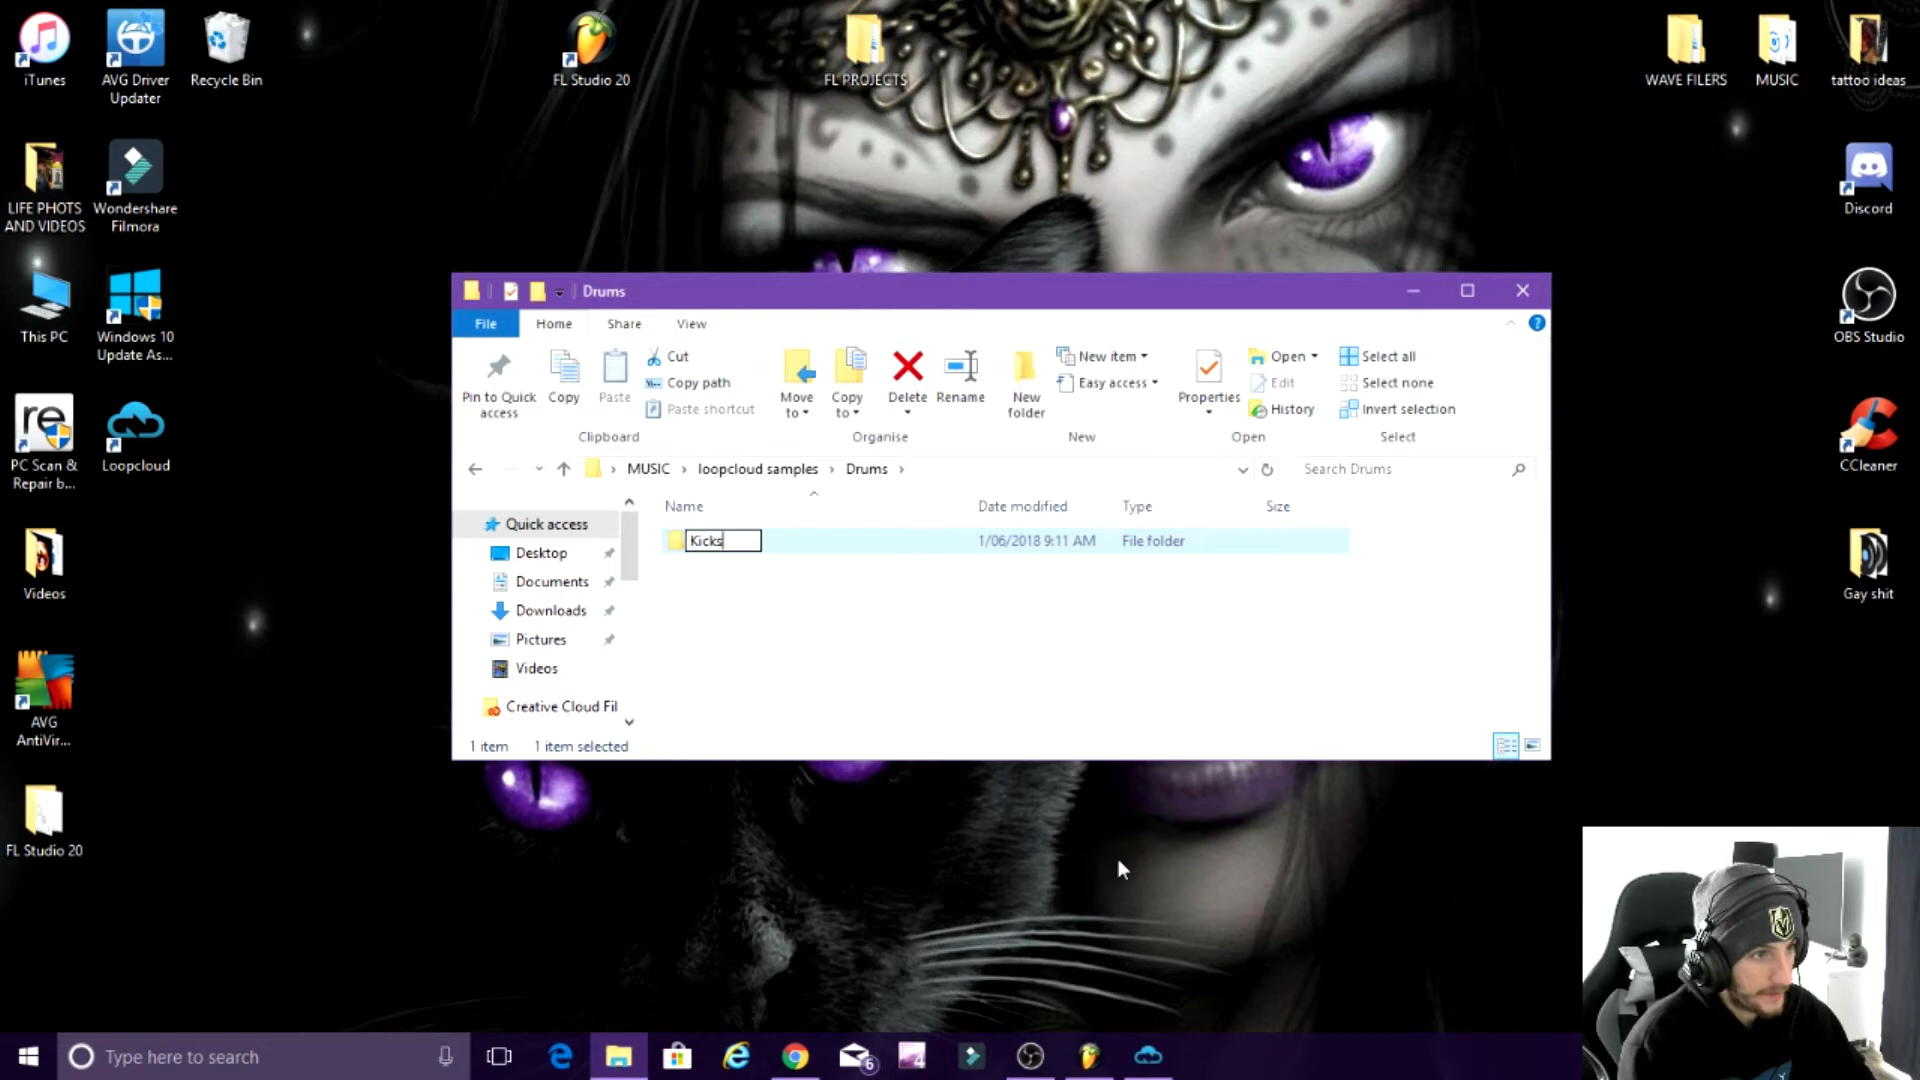 iTunes
AVG Driver
Updater
Recycle Bin
FL Studio 20
FL PROJECTS
WAVE FILERS
MUSIC
tattoo ideas
LIFE PHOTS
AND VIDEOS
Wondershare
Filmora
Discord
This PC
Windows 10
Update As...
OBS Studio
re
PC Scan &
Repair b...
Loopcloud
CCleaner
Videos
Gay shit
AVG
AntiVir...
FL Studio 20
Drums
File
Home
Share
View
Pin to Quick
access
Copy
Paste
Cut
Copy path
Paste shortcut
Clipboard
Move
to
Copy
to
Delete
Rename
Organise
New
folder
New item
Easy access
New
Properties
Open
Edit
History
Open
Select all
Select none
Invert selection
Select
MUSIC
loopcloud samples
Drums
Search Drums
Name
Date modified
Type
Size
Quick access
Desktop
Documents
Downloads
Pictures
Videos
Creative Cloud Fil
Kicks
1/06/2018 9:11 AM
File folder
1 item
1 item selected
Type here to search
6
4